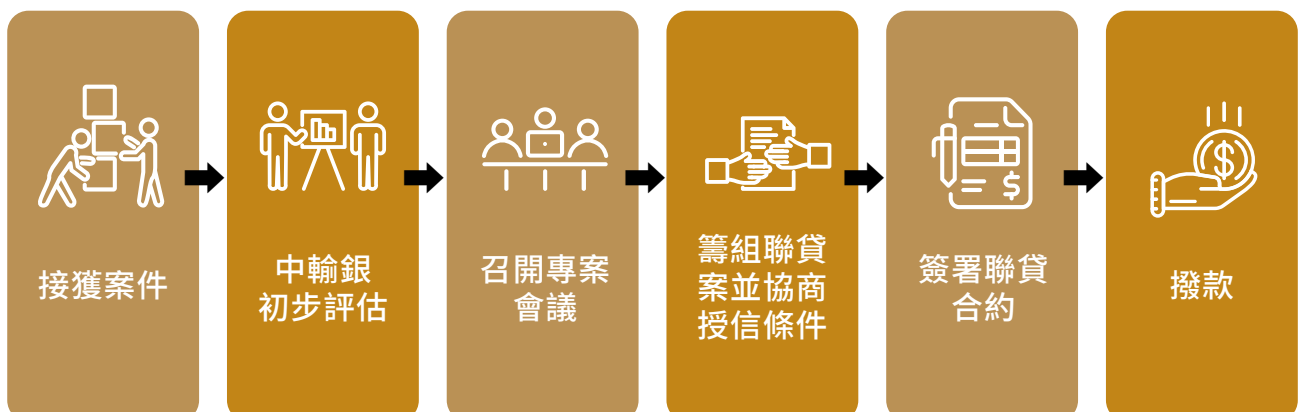 接獲案件
中輸銀
初步評估
召開專案
會議
籌組聯貸
案並協商
授信條件
簽署聯貸
合約
撥款
$
$